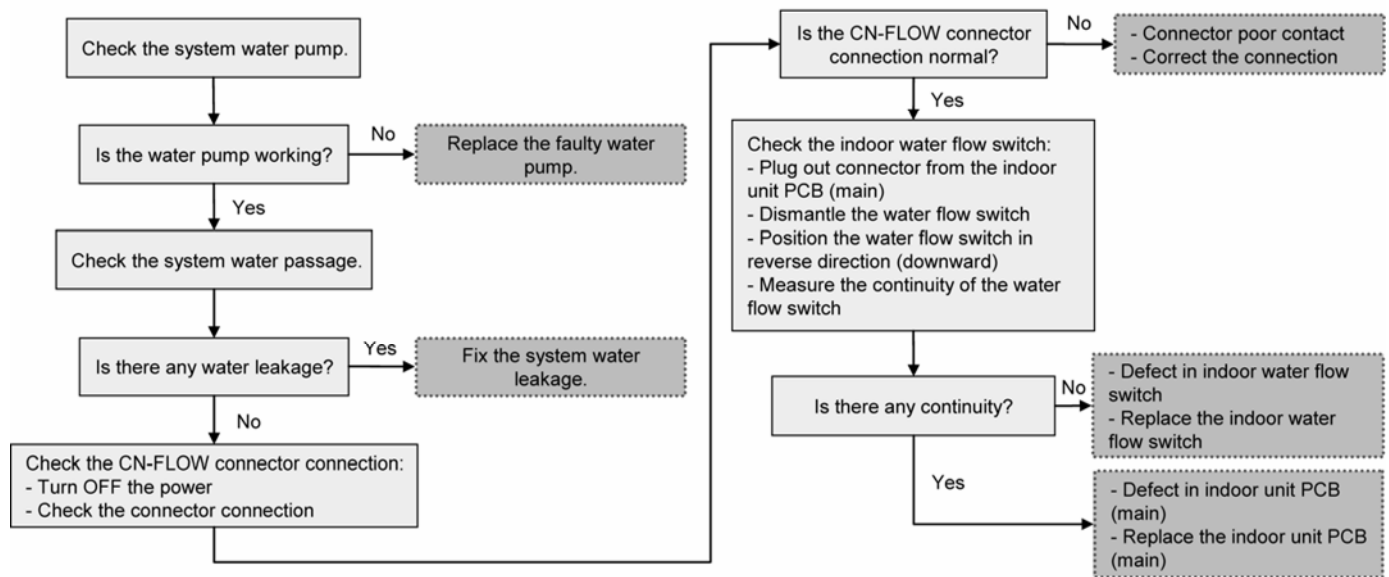 Check the system water pump.
Is the water pump working?
No
Replace the faulty water
pump.
Yes
Check the system water passage.
Is there any water leakage?
Yes
Fix the system water
leakage.
No
Check the CN-FLOW connector connection:
- Turn OFF the power
- Check the connector connection
Is the CN-FLOW connector
connection normal?
No
- Connector poor contact
- Correct the connection
Yes
Check the indoor water flow switch:
- Plug out connector from the indoor
unit PCB (main)
- Dismantle the water flow switch
- Position the water flow switch in
reverse direction (downward)
- Measure the continuity of the water
flow switch
Is there any continuity?
No
- Defect in indoor water flow
switch
- Replace the indoor water
flow switch
Yes
- Defect in indoor unit PCB
(main)
- Replace the indoor unit PCB
(main)